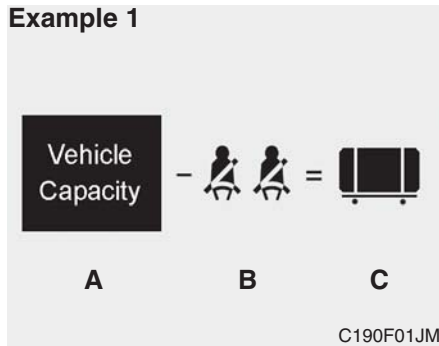 Example 1
Vehicle
Capacity
- =
A B C
C190F01JM